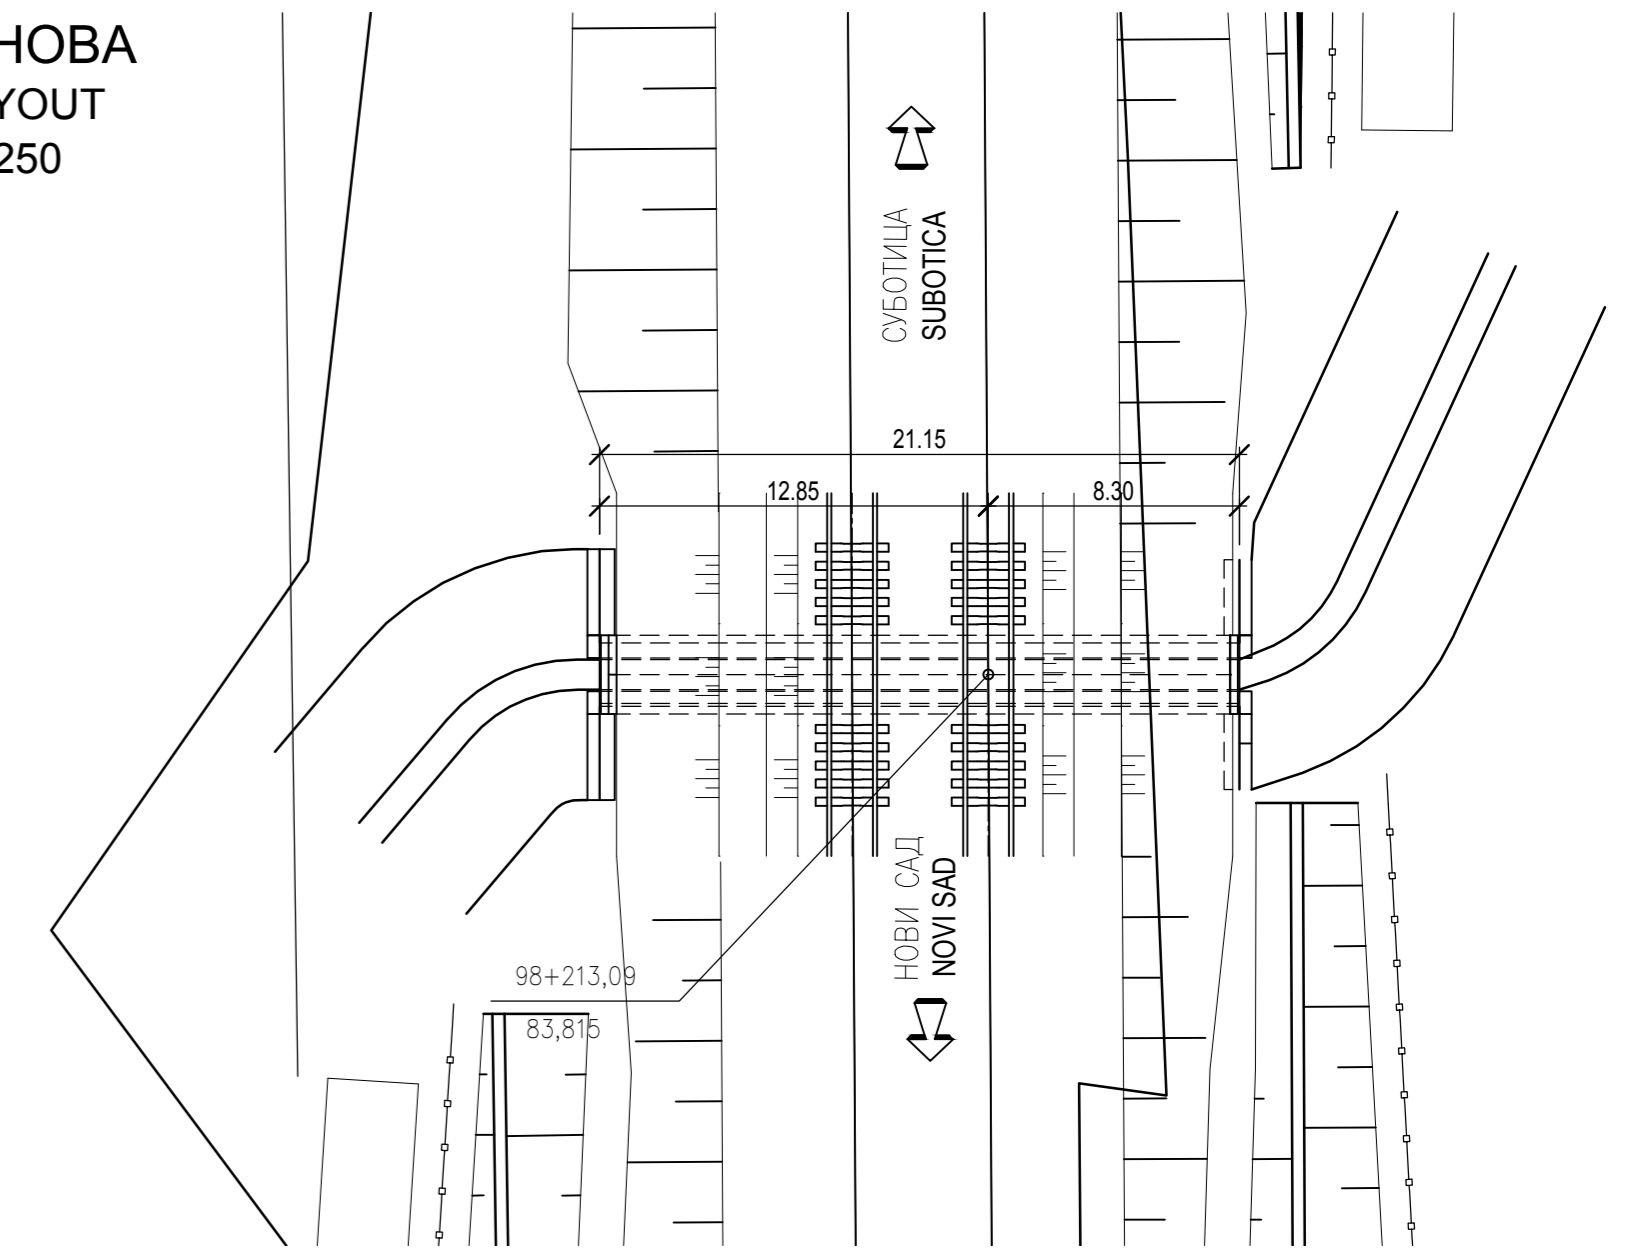 НОВА
YOUT
250
СУБОТИЦА
SUBOTICA
21.15
12.85
8.30
НОВИ САД
NOVI SAD
98+213,09
83,815